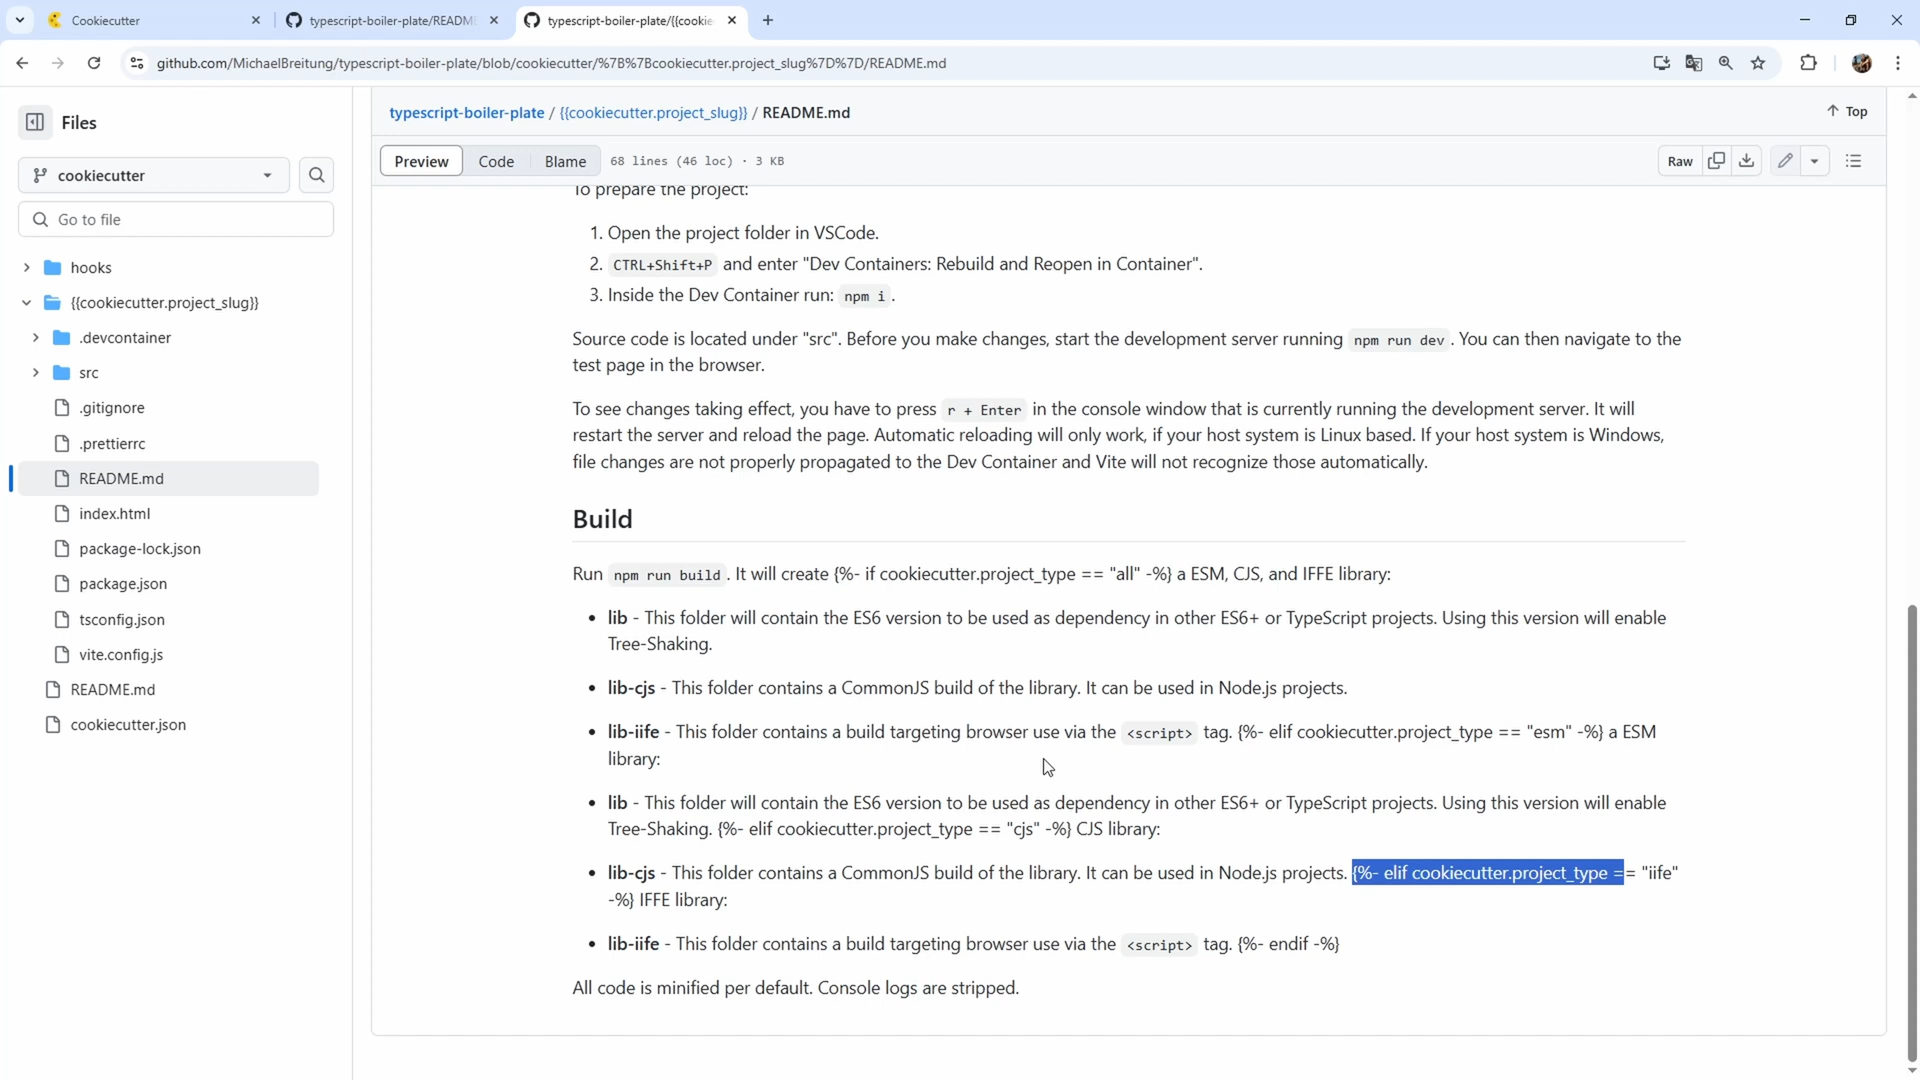 Cookiecutter
typescript-boiler-plate/README
typescript-boiler-plate/{{cookie
github.com/MichaelBreitung/typescript-boiler-plate/blob/cookiecutter/%7B%7Bcookiecutter.project_slug%7D%7D/README.md
Files
typescript-boiler-plate / {{cookiecutter.project_slug}} / README.md
Top
cookiecutter
Preview Code Blame 68 lines (46 loc) · 3 KB
Raw
Go to file
hooks
{{cookiecutter.project_slug}}
.devcontainer
src
.gitignore
.prettierrc
README.md
index.html
package-lock.json
package.json
tsconfig.json
vite.config.js
README.md
cookiecutter.json
To prepare the project:
1. Open the project folder in VSCode.
2. CTRL+Shift+P and enter "Dev Containers: Rebuild and Reopen in Container".
3. Inside the Dev Container run: npm i .
Source code is located under "src". Before you make changes, start the development server running npm run dev . You can then navigate to the
test page in the browser.
To see changes taking effect, you have to press r + Enter in the console window that is currently running the development server. It will
restart the server and reload the page. Automatic reloading will only work, if your host system is Linux based. If your host system is Windows,
file changes are not properly propagated to the Dev Container and Vite will not recognize those automatically.
Build
Run npm run build . It will create {%- if cookiecutter.project_type == "all" -%} a ESM, CJS, and IFFE library:
• lib - This folder will contain the ES6 version to be used as dependency in other ES6+ or TypeScript projects. Using this version will enable
Tree-Shaking.
• lib-cjs - This folder contains a CommonJS build of the library. It can be used in Node.js projects.
• lib-iife - This folder contains a build targeting browser use via the <script> tag. {%- elif cookiecutter.project_type == "esm" -%} a ESM
library:
• lib - This folder will contain the ES6 version to be used as dependency in other ES6+ or TypeScript projects. Using this version will enable
Tree-Shaking. {%- elif cookiecutter.project_type == "cjs" -%} CJS library:
• lib-cjs - This folder contains a CommonJS build of the library. It can be used in Node.js projects. {%- elif cookiecutter.project_type == "iife"
-%} IFFE library:
• lib-iife - This folder contains a build targeting browser use via the <script> tag. {%- endif -%}
All code is minified per default. Console logs are stripped.